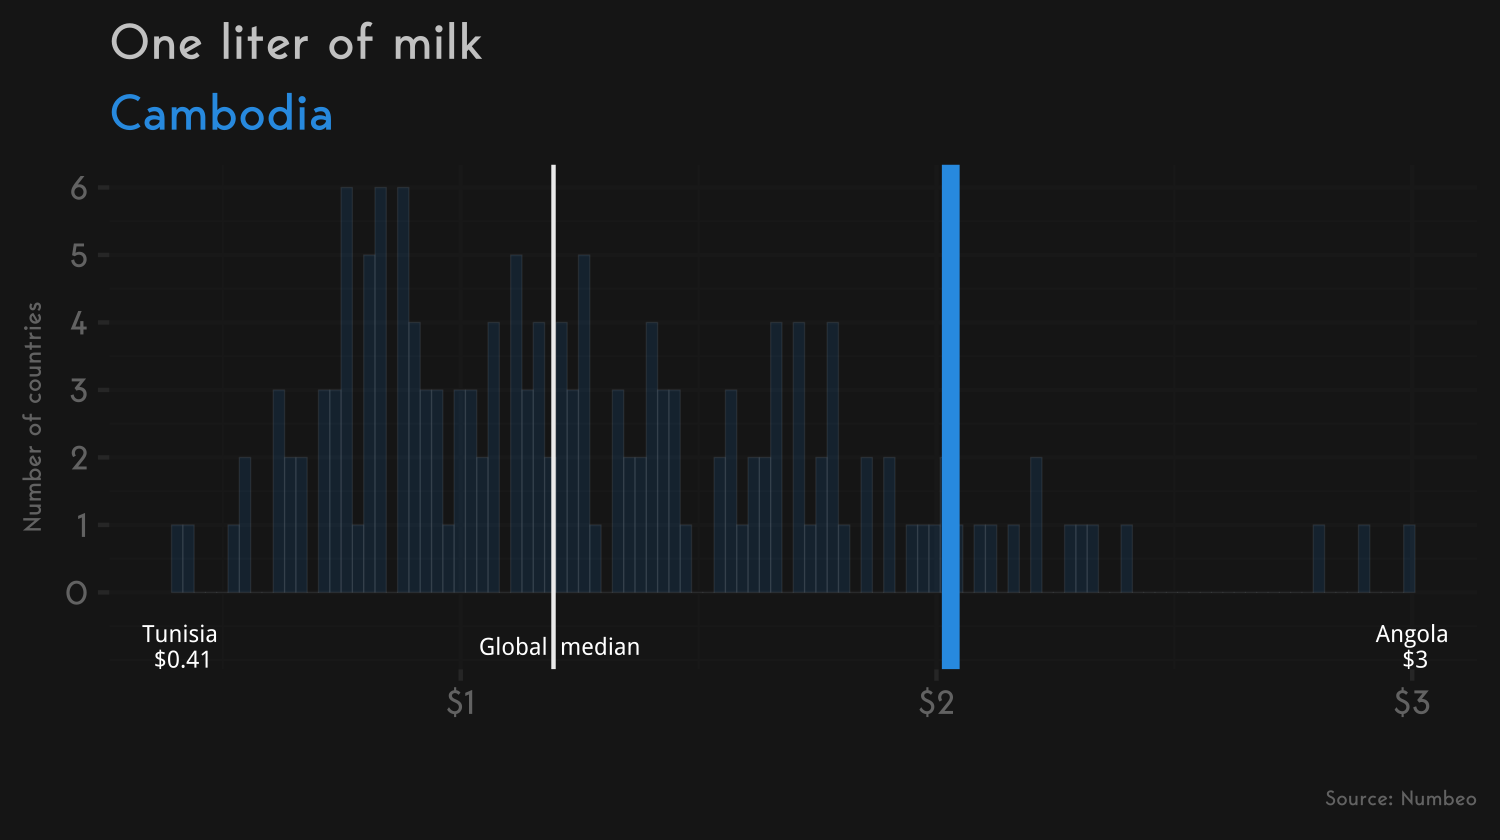 One liter of milk
Cambodia
Number of countries
6
5
4
3
2
1
0
Tunisia
$0.41
Global median
Angola
$3
$1
$2
$3
Source: Numbeo